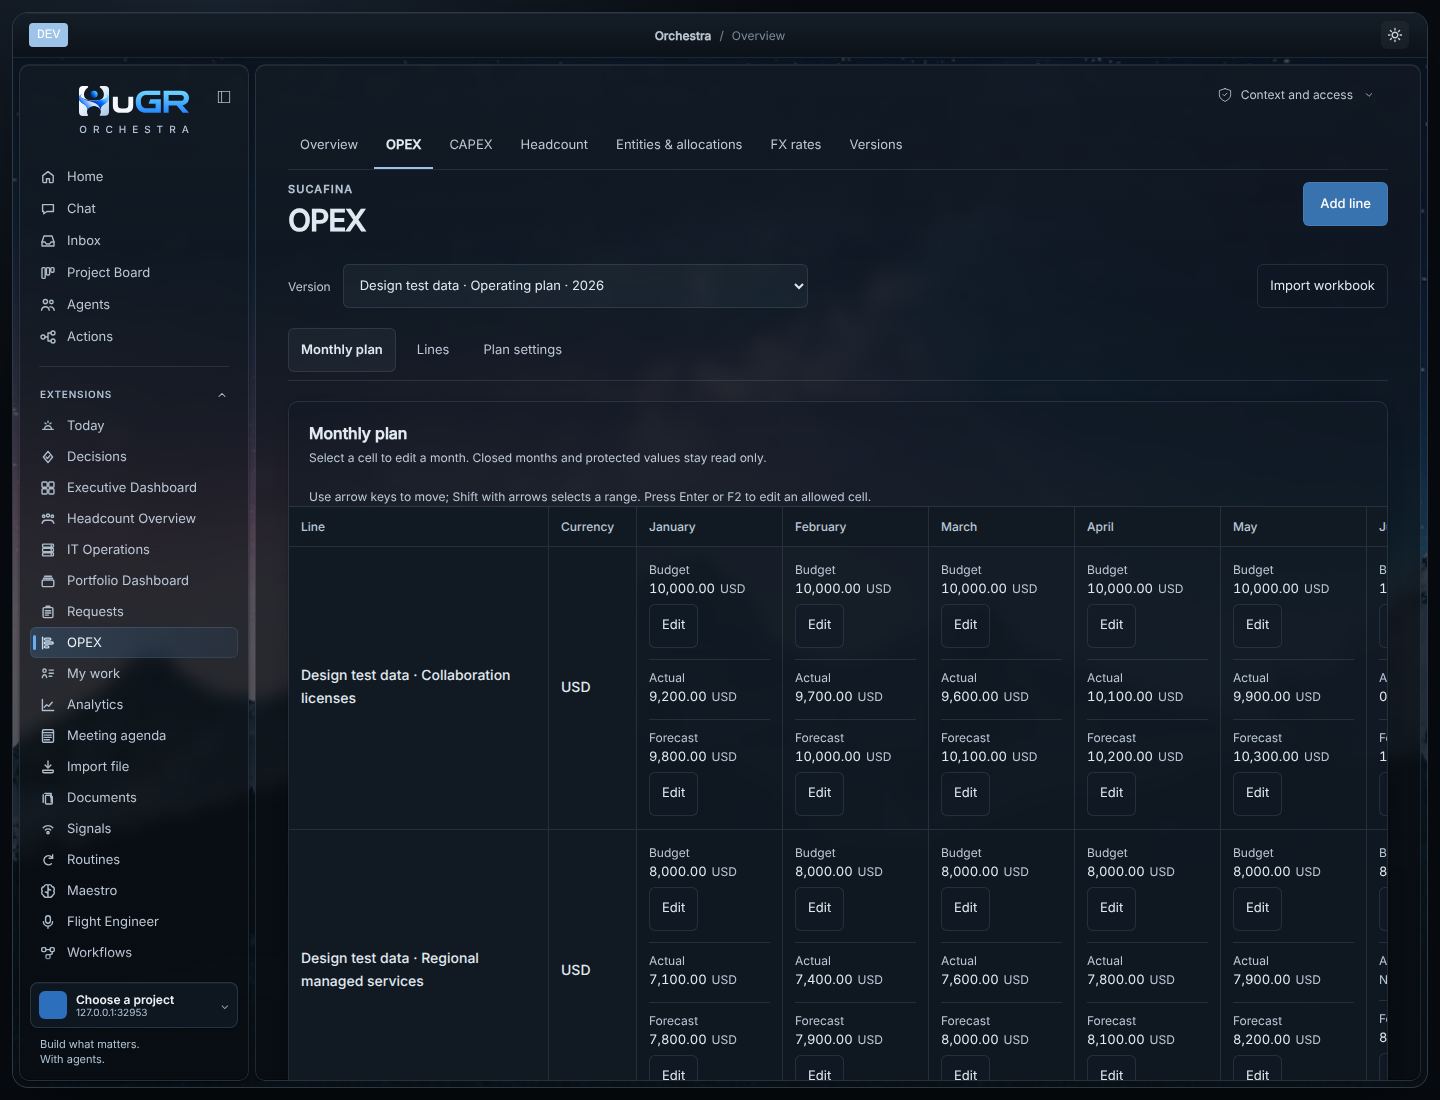 DEV
Orchestra / Overview
HuGR
ORCHESTRA
Home
Chat
Inbox
Project Board
Agents
Actions
EXTENSIONS
Today
Decisions
Executive Dashboard
Headcount Overview
IT Operations
Portfolio Dashboard
Requests
OPEX
My work
Analytics
Meeting agenda
Import file
Documents
Signals
Routines
Maestro
Flight Engineer
Workflows
Choose a project
127.0.0.1:32953
Build what matters.
With agents.
Context and access
Overview OPEX CAPEX Headcount Entities & allocations FX rates Versions
SUCAFINA
OPEX
Add line
Version Design test data · Operating plan · 2026
Import workbook
Monthly plan Lines Plan settings
Monthly plan
Select a cell to edit a month. Closed months and protected values stay read only.
Use arrow keys to move; Shift with arrows selects a range. Press Enter or F2 to edit an allowed cell.
Line Currency January February March April May
Design test data · Collaboration
licenses
USD
Budget Budget Budget Budget Budget
10,000.00 USD 10,000.00 USD 10,000.00 USD 10,000.00 USD 10,000.00 USD
Edit Edit Edit Edit Edit
Actual Actual Actual Actual Actual
9,200.00 USD 9,700.00 USD 9,600.00 USD 10,100.00 USD 9,900.00 USD
Forecast Forecast Forecast Forecast Forecast
9,800.00 USD 10,000.00 USD 10,100.00 USD 10,200.00 USD 10,300.00 USD
Edit Edit Edit Edit Edit
Design test data · Regional
managed services
USD
Budget Budget Budget Budget Budget
8,000.00 USD 8,000.00 USD 8,000.00 USD 8,000.00 USD 8,000.00 USD
Edit Edit Edit Edit Edit
Actual Actual Actual Actual Actual
7,100.00 USD 7,400.00 USD 7,600.00 USD 7,800.00 USD 7,900.00 USD
Forecast Forecast Forecast Forecast Forecast
7,800.00 USD 7,900.00 USD 8,000.00 USD 8,100.00 USD 8,200.00 USD
Edit Edit Edit Edit Edit